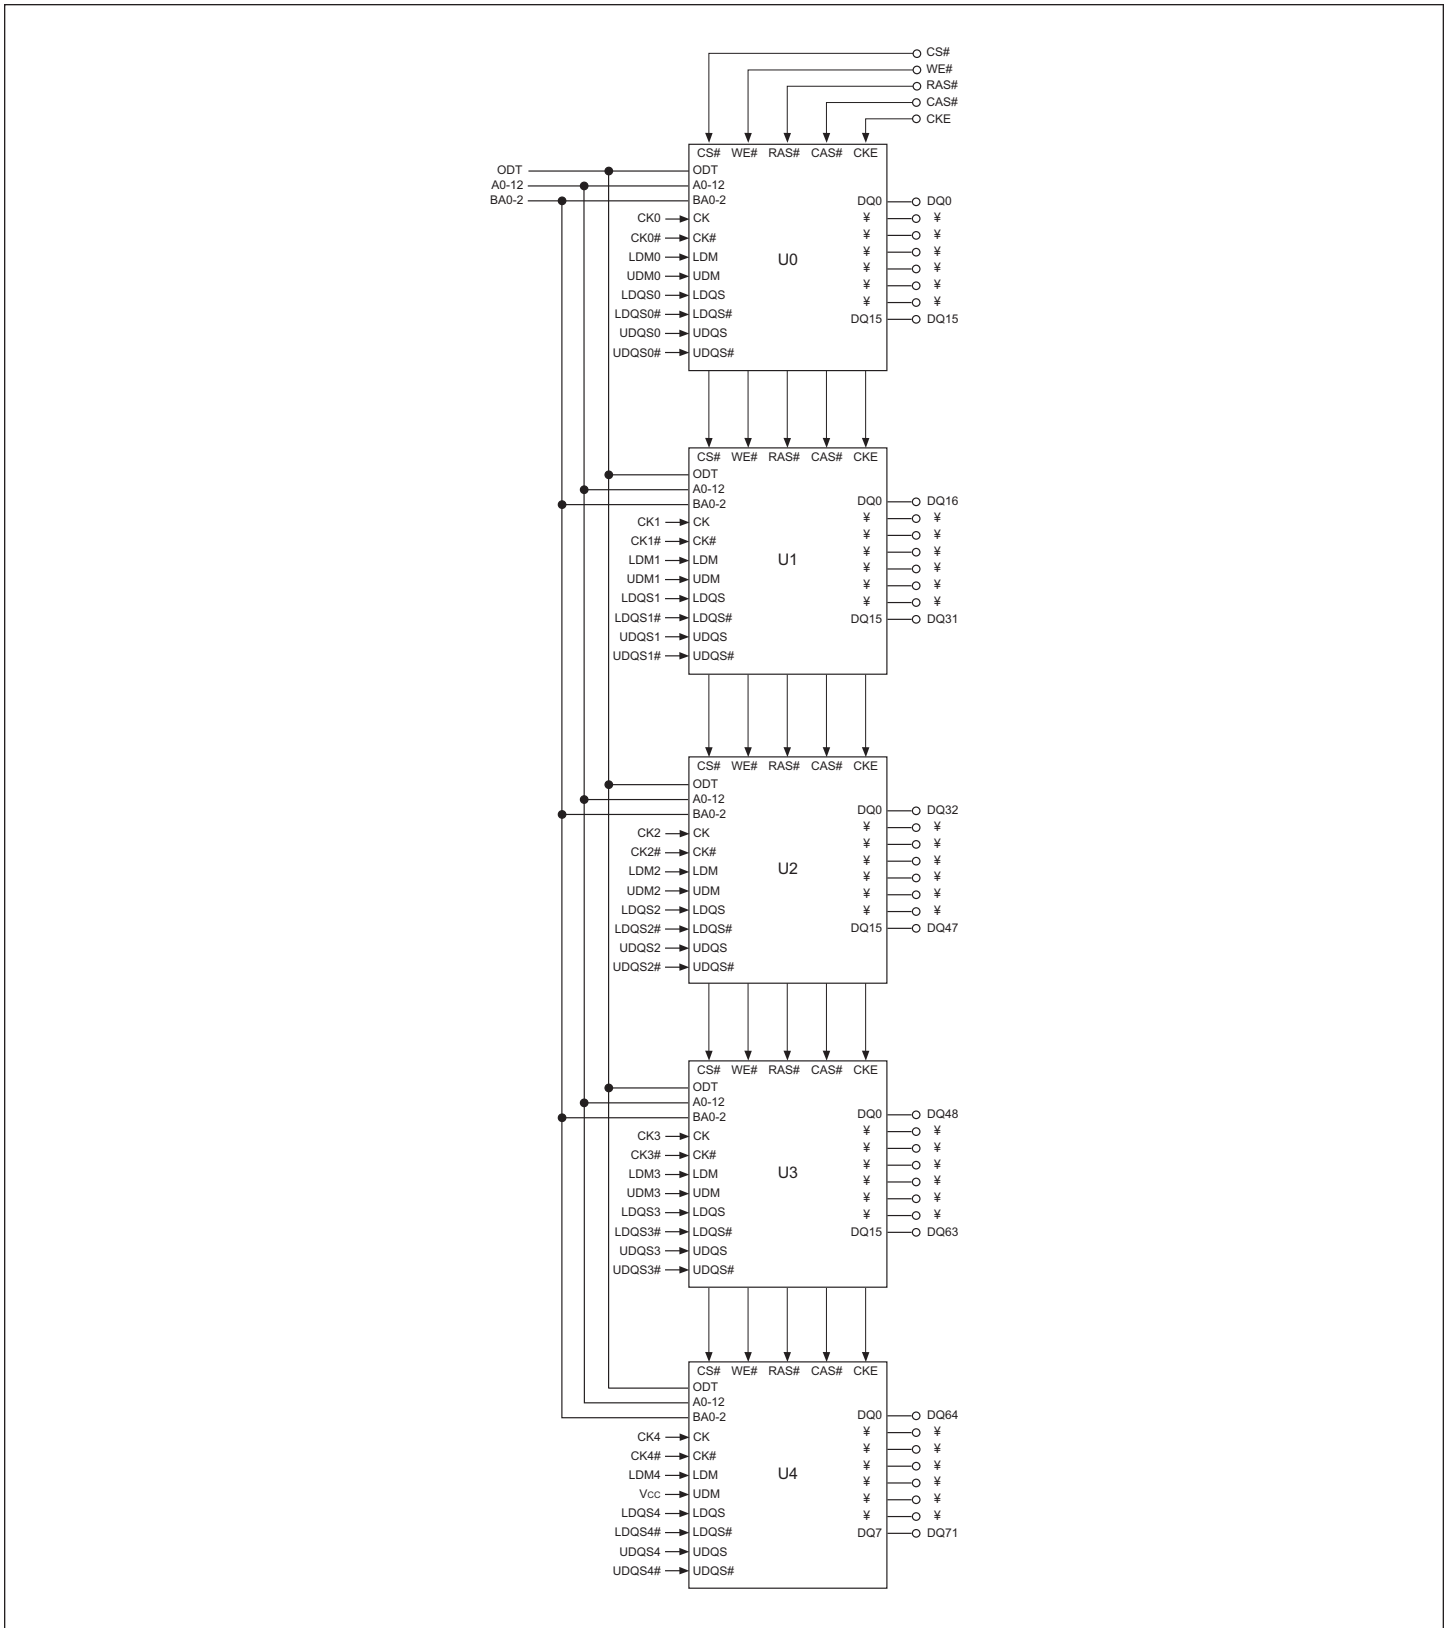 CS#
WE#
RAS#
CAS#
CKE
CS# WE# RAS# CAS# CKE
ODT ODT
A0-12 A0-12
BA0-2 BA0-2 DQ0 DQ0
CK0 CK ¥ ¥
CK0# CK# ¥ ¥
LDM0 LDM ¥ ¥
U0
UDM0 UDM ¥ ¥
LDQS0 LDQS ¥ ¥
¥ ¥
LDQS0# LDQS# DQ15 DQ15
UDQS0 UDQS
UDQS0# UDQS#
CS# WE# RAS# CAS# CKE
ODT
A0-12
BA0-2 DQ0 DQ16
CK1 CK ¥ ¥
CK1# CK# ¥ ¥
LDM1 LDM ¥ ¥
U1
UDM1 UDM ¥ ¥
LDQS1 LDQS ¥ ¥
¥ ¥
LDQS1# LDQS# DQ15 DQ31
UDQS1 UDQS
UDQS1# UDQS#
CS# WE# RAS# CAS# CKE
ODT
A0-12
BA0-2 DQ0 DQ32
CK2 CK ¥ ¥
CK2# CK# ¥ ¥
LDM2 LDM ¥ ¥
U2
UDM2 UDM ¥ ¥
LDQS2 LDQS ¥ ¥
¥ ¥
LDQS2# LDQS# DQ15 DQ47
UDQS2 UDQS
UDQS2# UDQS#
CS# WE# RAS# CAS# CKE
ODT
A0-12
BA0-2 DQ0 DQ48
CK3 CK ¥ ¥
CK3# CK# ¥ ¥
LDM3 LDM ¥ ¥
U3
UDM3 UDM ¥ ¥
LDQS3 LDQS ¥ ¥
¥ ¥
LDQS3# LDQS# DQ15 DQ63
UDQS3 UDQS
UDQS3# UDQS#
CS# WE# RAS# CAS# CKE
ODT
A0-12
BA0-2 DQ0 DQ64
CK4 CK ¥ ¥
CK4# CK# ¥ ¥
LDM4 LDM ¥ ¥
U4
Vcc UDM ¥ ¥
LDQS4 LDQS ¥ ¥
¥ ¥
LDQS4# LDQS# DQ7 DQ71
UDQS4 UDQS
UDQS4# UDQS#